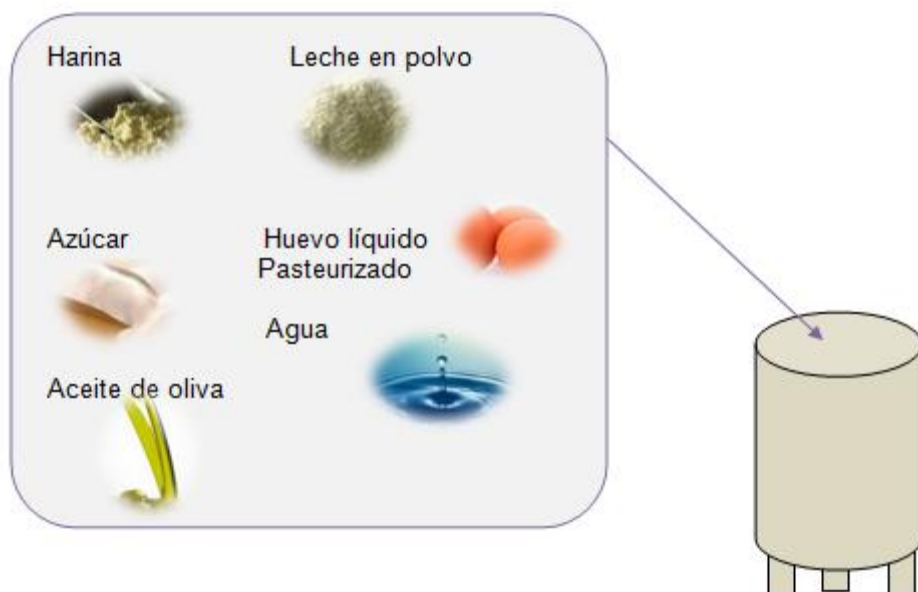 Harina
Leche en polvo
Azúcar
Huevo líquido
Pasteurizado
Agua
Aceite de oliva